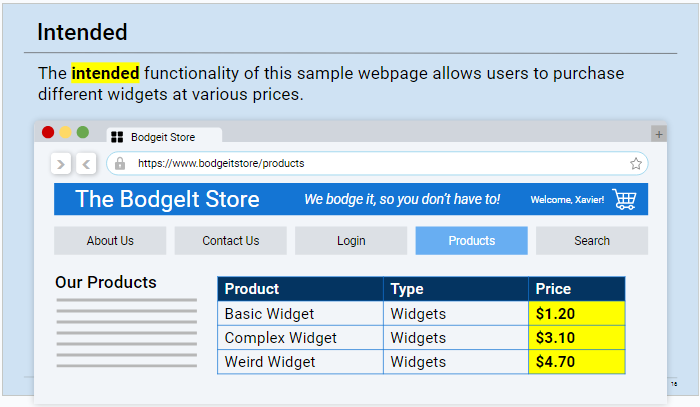 Intended
The intended functionality of this sample webpage allows users to purchase
different widgets at various prices.
Bodgeit Store
https://www.bodgeitstore/products
The BodgeIt Store We bodge it, so you don't have to! Welcome, Xavier!
About Us Contact Us Login Products Search
Our Products
Product Type Price
Basic Widget Widgets $1.20
Complex Widget Widgets $3.10
Weird Widget Widgets $4.70